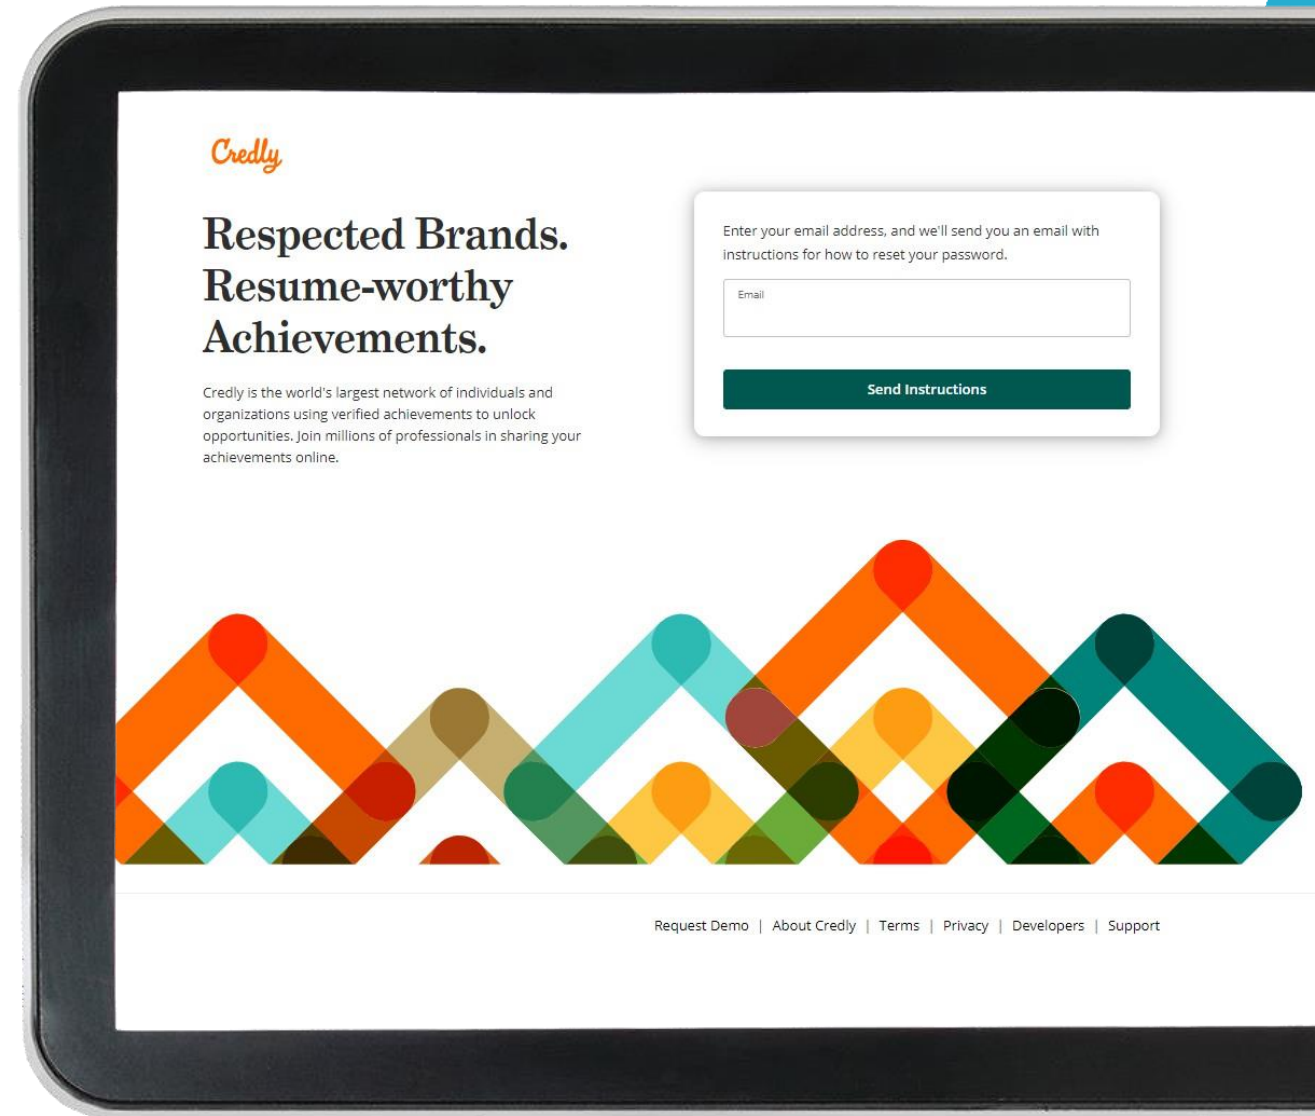 Credly
Respected Brands.
Resume-worthy
Achievements.
Credly is the world's largest network of individuals and
organizations using verified achievements to unlock
opportunities. Join millions of professionals in sharing your
achievements online.
Enter your email address, and we'll send you an email with
instructions for how to reset your password.
Email
Send Instructions
Request Demo | About Credly | Terms | Privacy | Developers | Support